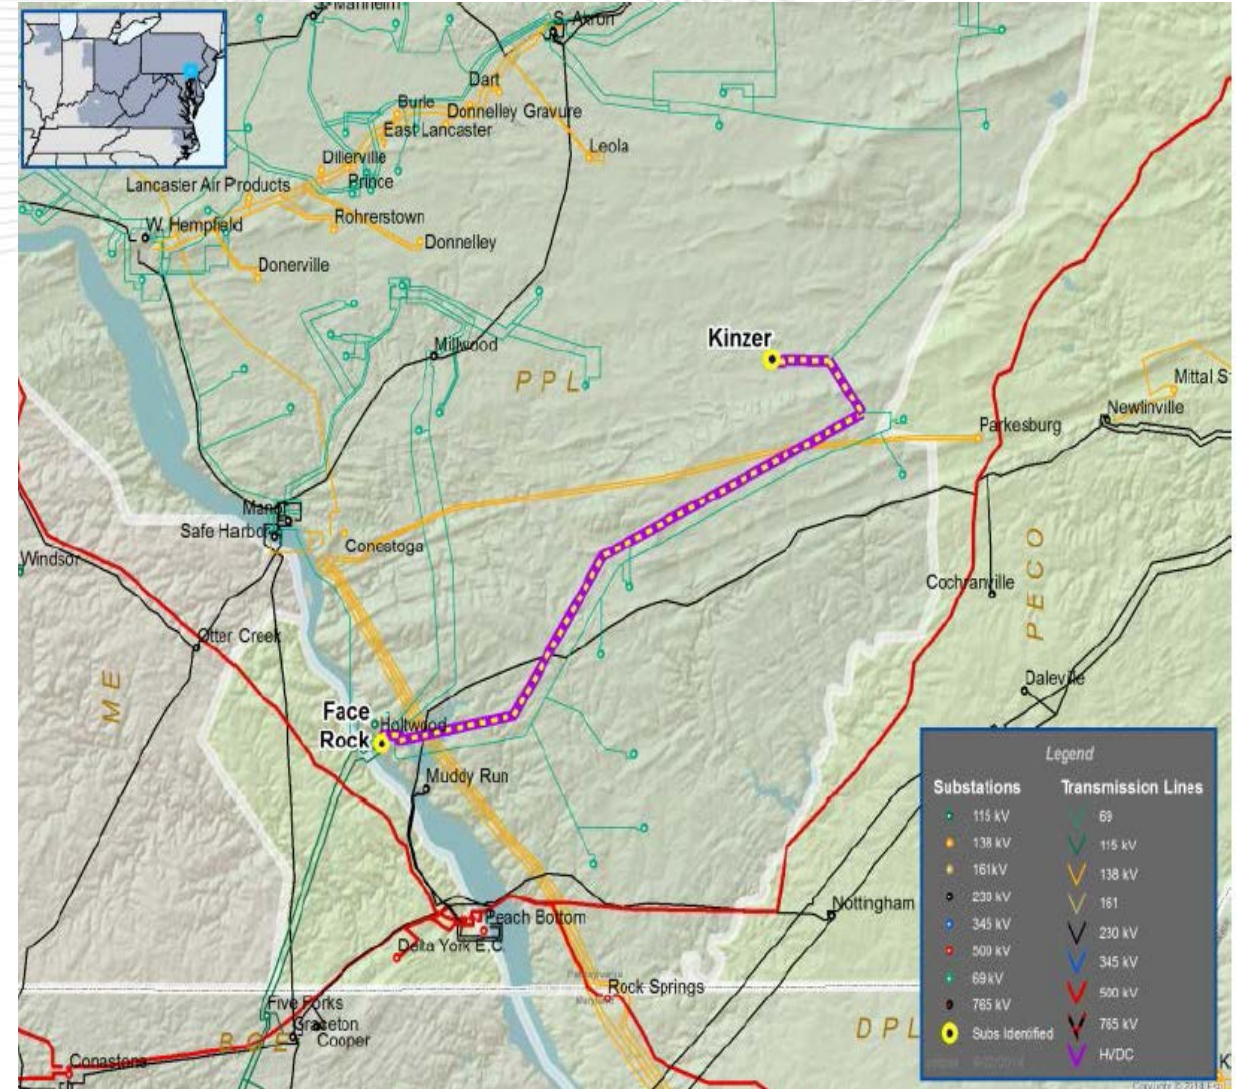 Manheim
S. Akron
Dart
Burle
Donnelley Gravure
East Lancaster
Leola
Dillerville
Lancaster Air Products
Prince
Rohrerstown
W. Hempfield
Donnelley
Donerville
Millwood
Kinzer
PPL
Mittal S
Newlinville
Parkesburg
Manor
Safe Harbor
Conestoga
Windsor
Cochranville
PECO
Otter Creek
ME
Daleville
Face
Rock
Holtwood
Muddy Run
Nottingham
Peach Bottom
Delta York E.C.
Pennsylvania
Maryland
Rock Springs
Five Forks
Graceton
Cooper
DPL
Conastone
K
Legend
Substations
Transmission Lines
115 kV
69
138 kV
115 kV
161kV
138 kV
230 kV
161
345 kV
230 kV
500 kV
345 kV
69 kV
500 kV
765 kV
765 kV
Subs Identified
HVDC